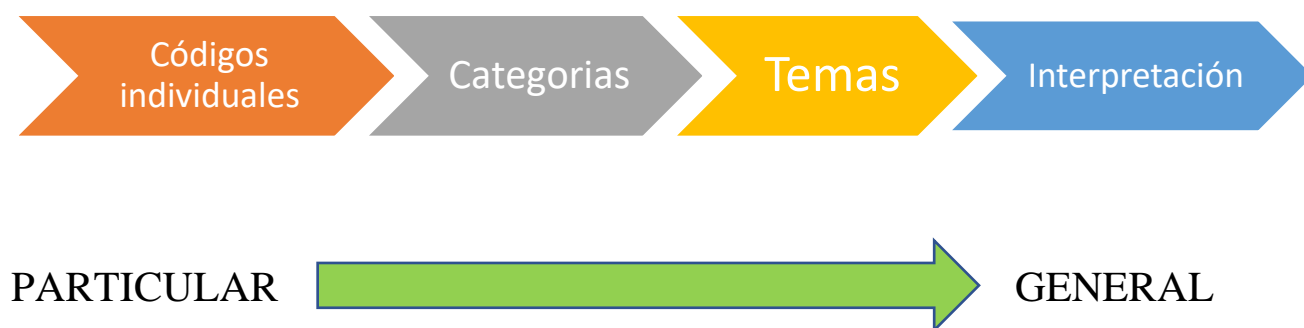 Códigos
individuales
Categorias
Temas
Interpretación
PARTICULAR
GENERAL